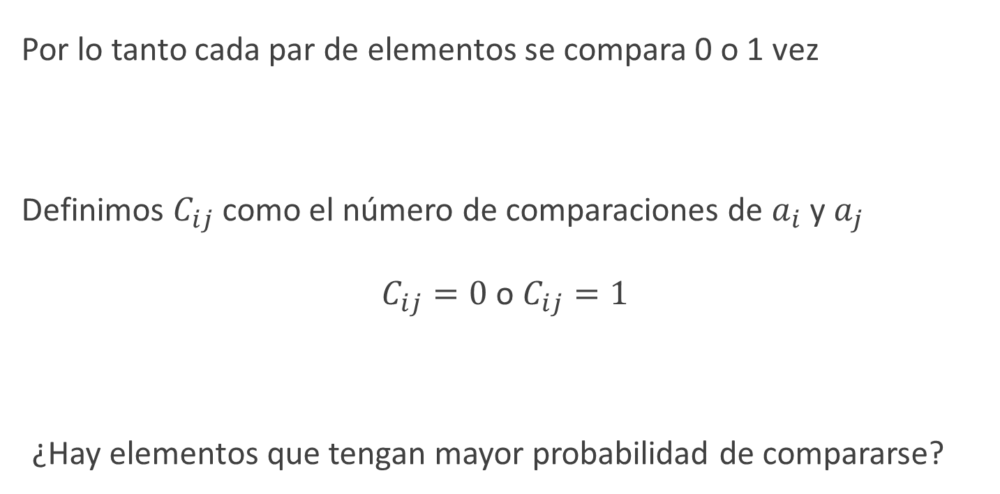 Por lo tanto cada par de elementos se compara 0 o 1 vez
Definimos $C_{ij}$ como el número de comparaciones de $a_i$ y $a_j$
$C_{ij} = 0$ o $C_{ij} = 1$
¿Hay elementos que tengan mayor probabilidad de compararse?